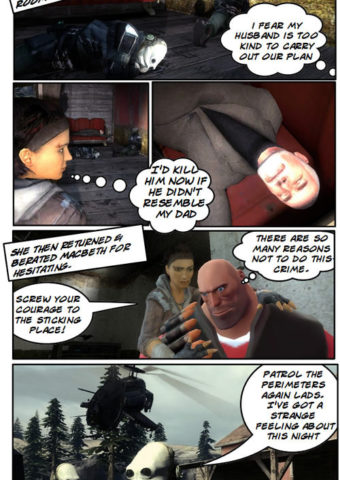 ROOM
I FEAR MY
HUSBAND IS TOO
KIND TO CARRY
OUT OUR PLAN
I'D KILL
HIM NOW IF
HE DIDN'T
RESEMBLE
MY DAD
SHE THEN RETURNED &
BERATED MACBETH FOR
HESITATING.
THERE ARE SO
MANY REASONS
NOT TO DO THIS
CRIME.
SCREW YOUR
COURAGE TO
THE STICKING
PLACE!
PATROL THE
PERIMETERS
AGAIN LADS.
I'VE GOT A
STRANGE
FEELING ABOUT
THIS NIGHT